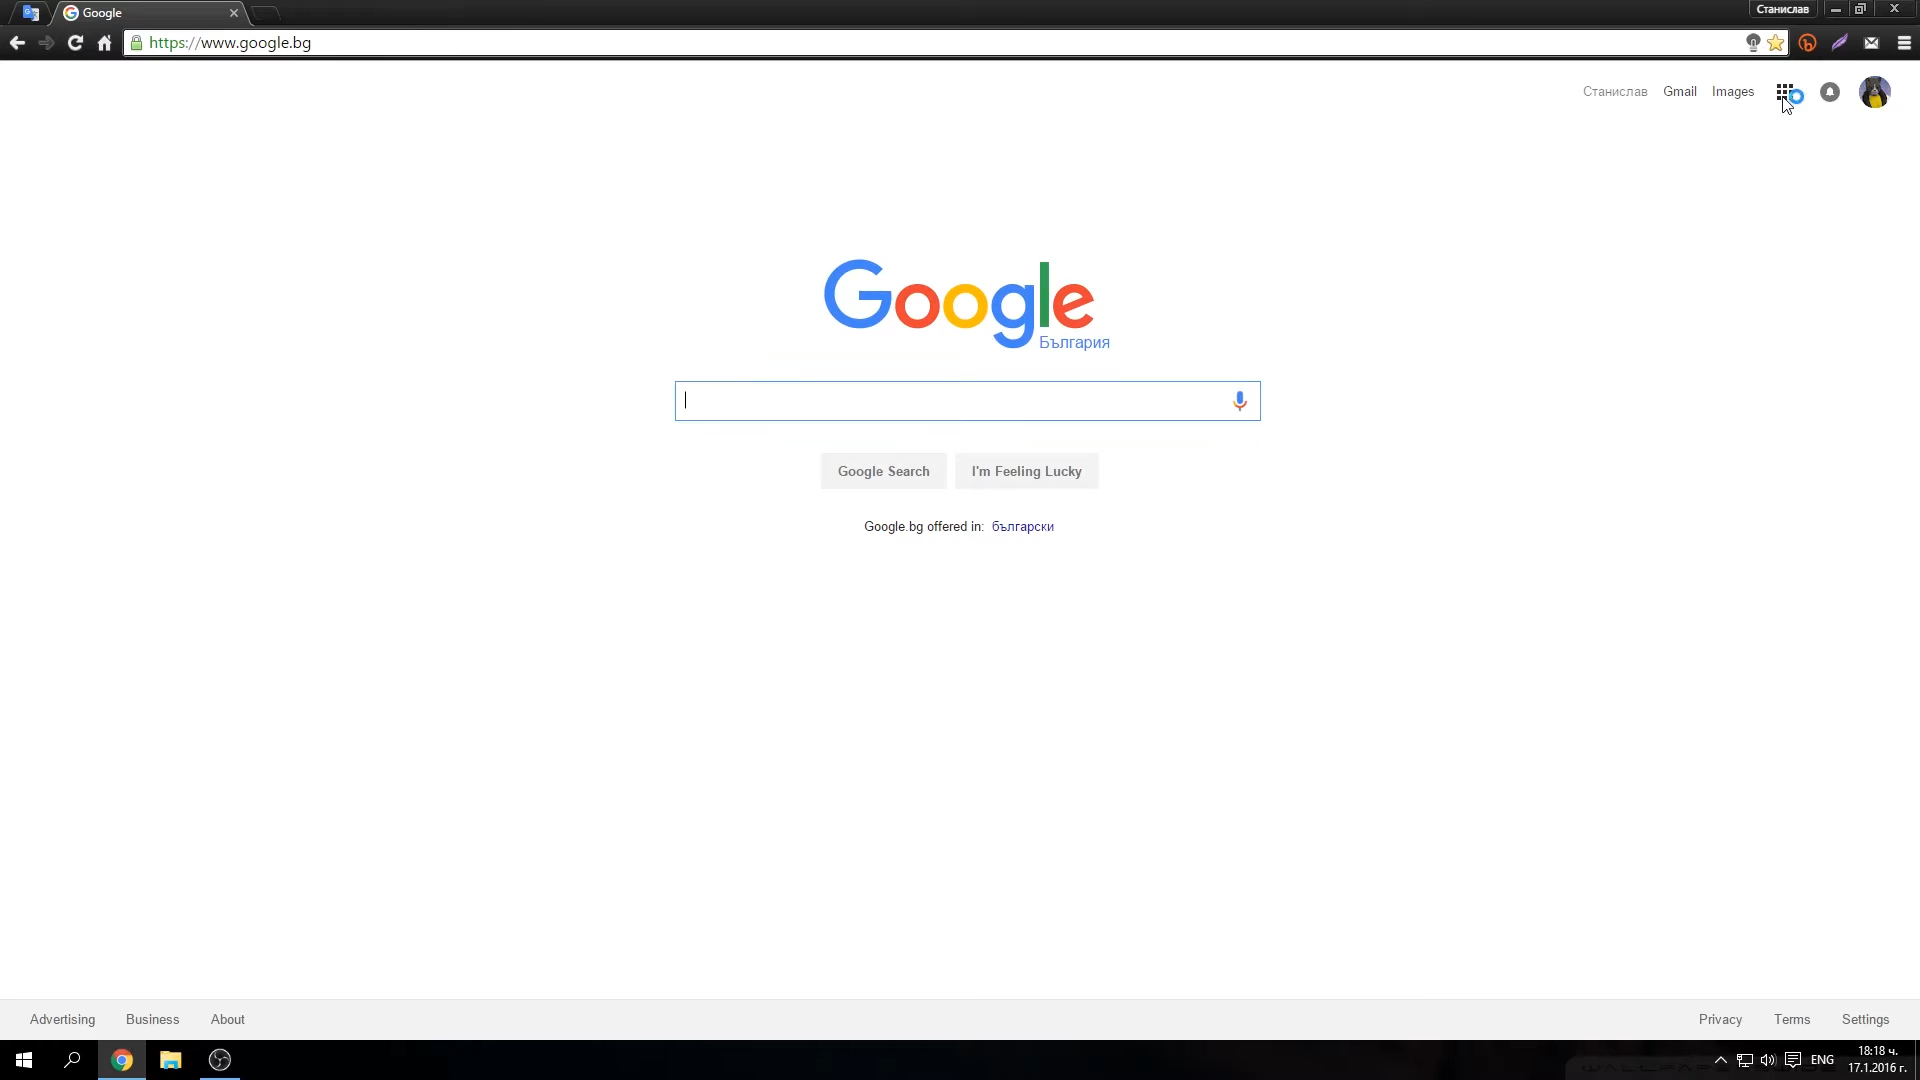 Google
Станислав
https://www.google.bg
Станислав Gmail Images
Google
България
Google Search I'm Feeling Lucky
Google.bg offered in: български
Advertising Business About
Privacy Terms Settings
ENG
18:18 ч.
17.1.2016 г.